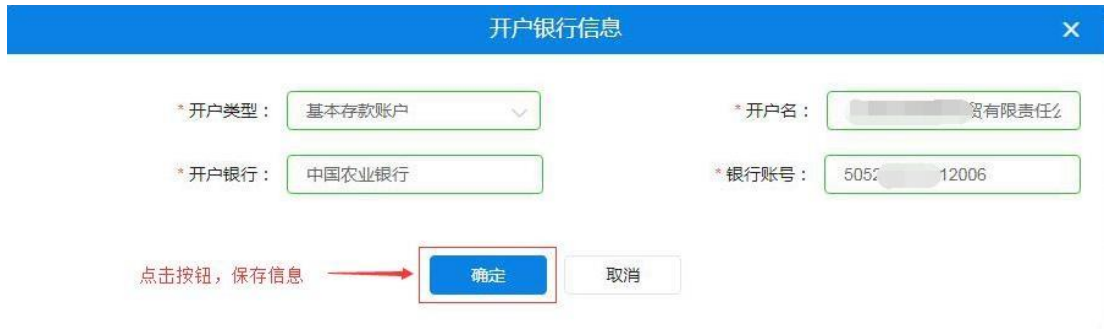 开户银行信息
* 开户类型： 基本存款账户 * 开户名： 贸有限责任公
* 开户银行： 中国农业银行 * 银行账号： 5052 12006
点击按钮，保存信息 确定 取消